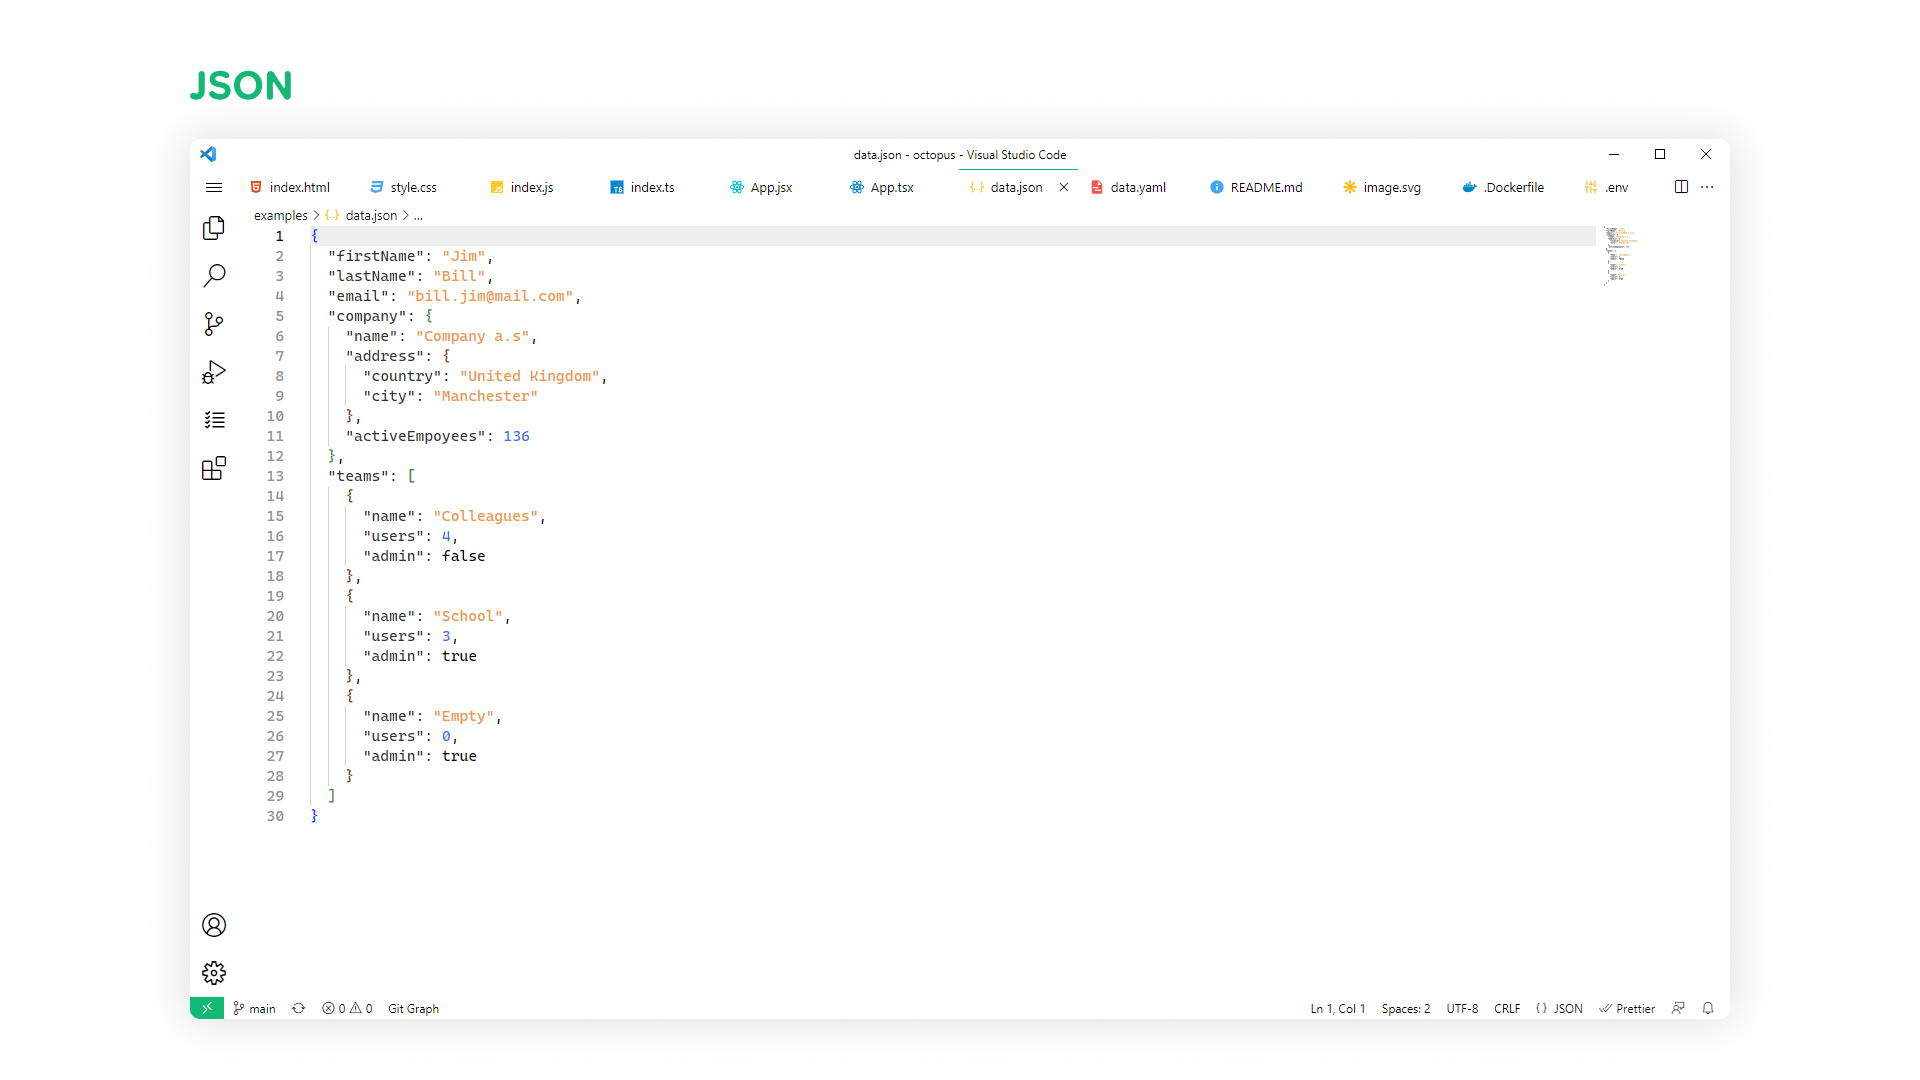 JSON
data.json - octopus - Visual Studio Code
index.html style.css index.js index.ts App.jsx App.tsx data.json data.yaml README.md image.svg .Dockerfile .env
examples > data.json > ...
1 {
2 "firstName": "Jim",
3 "lastName": "Bill",
4 "email": "bill.jim@mail.com",
5 "company": {
6 "name": "Company a.s",
7 "address": {
8 "country": "United Kingdom",
9 "city": "Manchester"
10 },
11 "activeEmpoyees": 136
12 },
13 "teams": [
14 {
15 "name": "Colleagues",
16 "users": 4,
17 "admin": false
18 },
19 {
20 "name": "School",
21 "users": 3,
22 "admin": true
23 },
24 {
25 "name": "Empty",
26 "users": 0,
27 "admin": true
28 }
29 ]
30 }
main 0 0 Git Graph Ln 1, Col 1 Spaces: 2 UTF-8 CRLF {} JSON Prettier